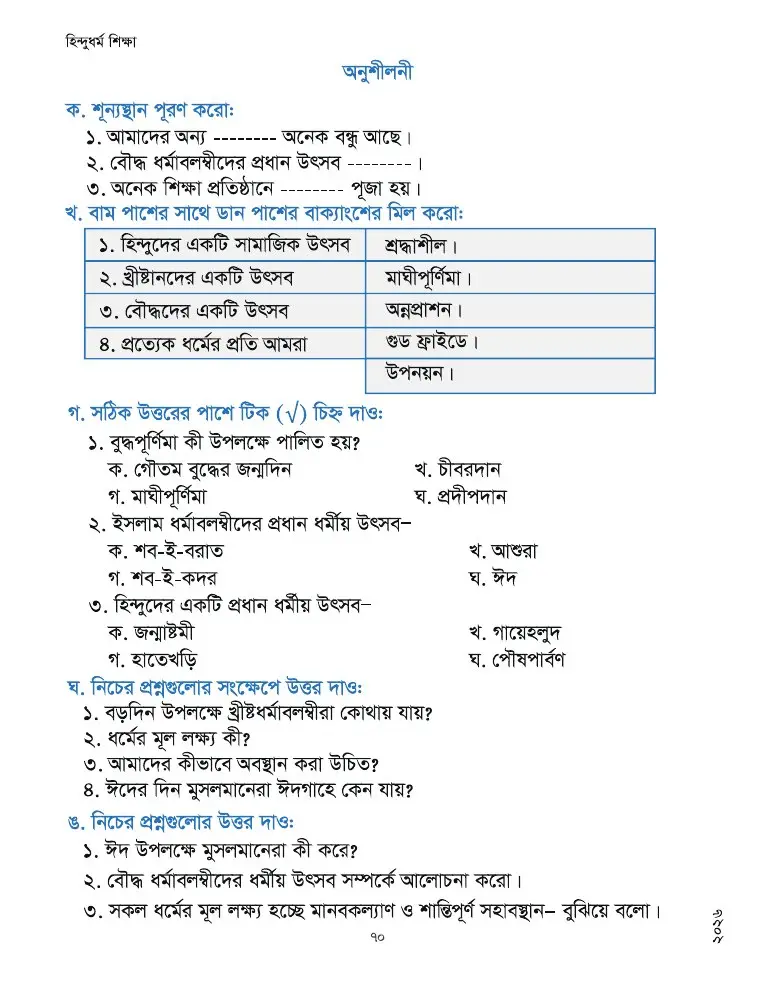 হিন্দুধর্ম শিক্ষা
অনুশীলনী
ক. শূন্যস্থান পূরণ করো:
১. আমাদের অন্য -------- অনেক বন্ধু আছে।
২. বৌদ্ধ ধর্মাবলম্বীদের প্রধান উৎসব --------।
৩. অনেক শিক্ষা প্রতিষ্ঠানে -------- পূজা হয়।
খ. বাম পাশের সাথে ডান পাশের বাক্যাংশের মিল করো:
১. হিন্দুদের একটি সামাজিক উৎসব শ্রদ্ধাশীল।
২. খ্রীষ্টানদের একটি উৎসব মাঘীপূর্ণিমা।
৩. বৌদ্ধদের একটি উৎসব অন্নপ্রাশন।
৪. প্রত্যেক ধর্মের প্রতি আমরা গুড ফ্রাইডে।
উপনয়ন।
গ. সঠিক উত্তরের পাশে টিক (√) চিহ্ন দাও:
১. বুদ্ধপূর্ণিমা কী উপলক্ষে পালিত হয়?
ক. গৌতম বুদ্ধের জন্মদিন খ. চীবরদান
গ. মাঘীপূর্ণিমা ঘ. প্রদীপদান
২. ইসলাম ধর্মাবলম্বীদের প্রধান ধর্মীয় উৎসব–
ক. শব-ই-বরাত খ. আশুরা
গ. শব-ই-কদর ঘ. ঈদ
৩. হিন্দুদের একটি প্রধান ধর্মীয় উৎসব–
ক. জন্মাষ্টমী খ. গায়েহলুদ
গ. হাতেখড়ি ঘ. পৌষপার্বণ
ঘ. নিচের প্রশ্নগুলোর সংক্ষেপে উত্তর দাও:
১. বড়দিন উপলক্ষে খ্রীষ্টধর্মাবলম্বীরা কোথায় যায়?
২. ধর্মের মূল লক্ষ্য কী?
৩. আমাদের কীভাবে অবস্থান করা উচিত?
৪. ঈদের দিন মুসলমানেরা ঈদগাহে কেন যায়?
ঙ. নিচের প্রশ্নগুলোর উত্তর দাও:
১. ঈদ উপলক্ষে মুসলমানেরা কী করে?
২. বৌদ্ধ ধর্মাবলম্বীদের ধর্মীয় উৎসব সম্পর্কে আলোচনা করো।
৩. সকল ধর্মের মূল লক্ষ্য হচ্ছে মানবকল্যাণ ও শান্তিপূর্ণ সহাবস্থান– বুঝিয়ে বলো।
৭০
২০২৬